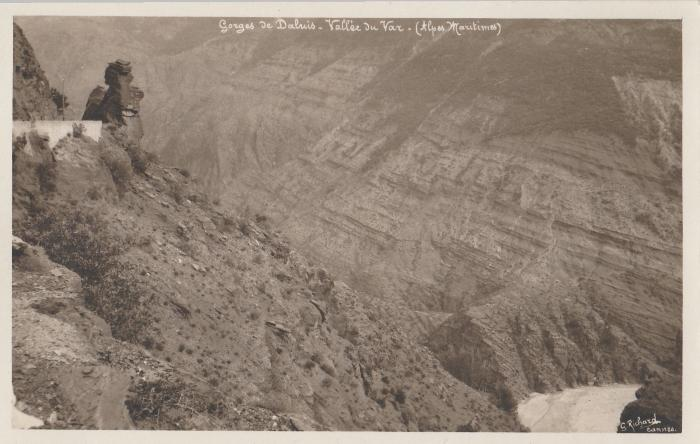 Gorges de Daluis - Vallée du Var - (Alpes Maritimes)
G. Richard
Cannes.